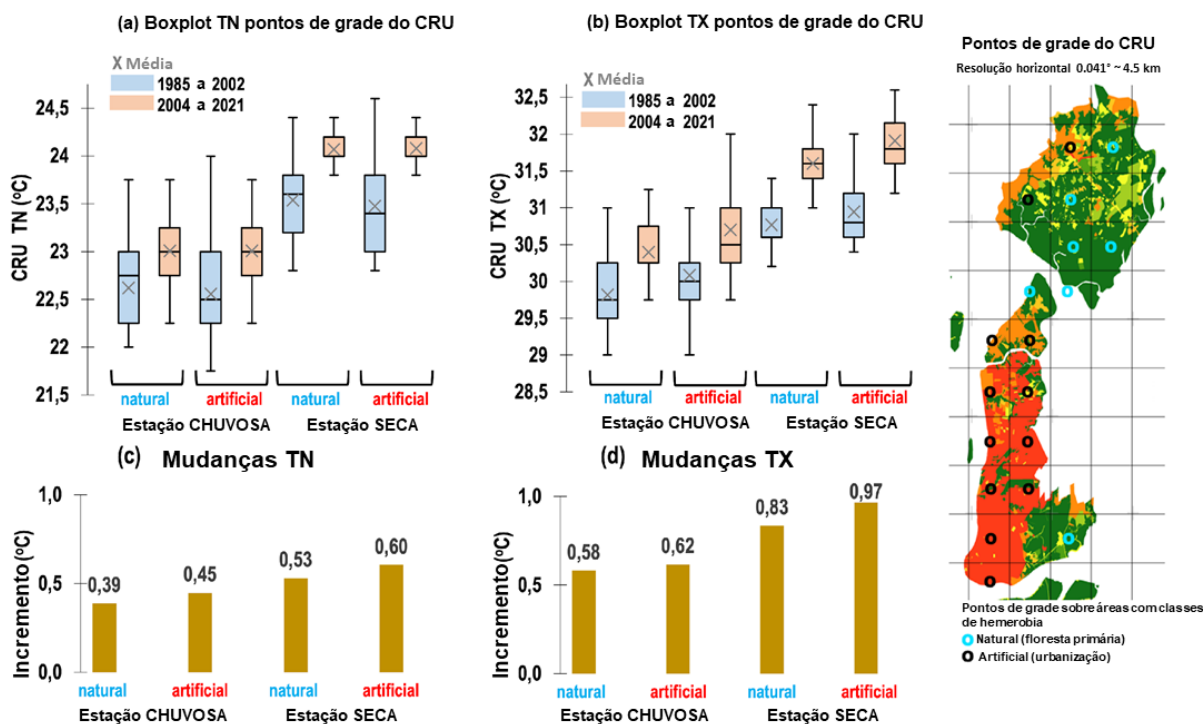 (a) Boxplot TN pontos de grade do CRU
X Média
1985 a 2002
2004 a 2021
CRU TN (ºC)
24,5
24
23,5
23
22,5
22
21,5
natural
artificial
natural
artificial
Estação CHUVOSA
Estação SECA
(b) Boxplot TX pontos de grade do CRU
X Média
1985 a 2002
2004 a 2021
CRU TX (ºC)
32,5
32
31,5
31
30,5
30
29,5
29
28,5
natural
artificial
natural
artificial
Estação CHUVOSA
Estação SECA
Pontos de grade do CRU
Resolução horizontal 0.041° ~ 4.5 km
(c) Mudanças TN
Incremento(ºC)
1,0
0,5
0,0
0,39
0,45
0,53
0,60
natural
artificial
natural
artificial
Estação CHUVOSA
Estação SECA
(d) Mudanças TX
Incremento(ºC)
1,0
0,5
0,0
0,58
0,62
0,83
0,97
natural
artificial
natural
artificial
Estação CHUVOSA
Estação SECA
Pontos de grade sobre áreas com classes
de hemerobia
Natural (floresta primária)
Artificial (urbanização)